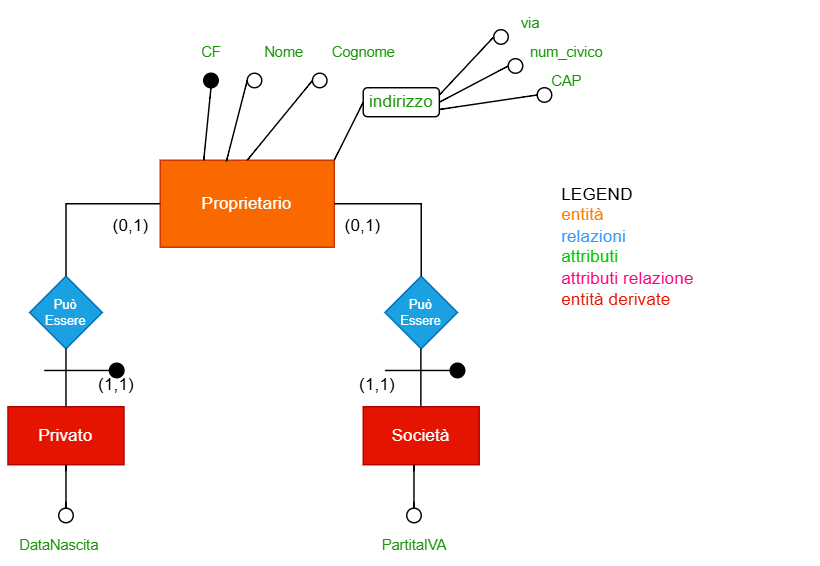 via
CF
Nome
Cognome
num_civico
CAP
indirizzo
Proprietario
(0,1)
(0,1)
LEGEND
entità
relazioni
attributi
attributi relazione
entità derivate
Può
Essere
Può
Essere
(1,1)
(1,1)
Privato
Società
DataNascita
PartitaIVA